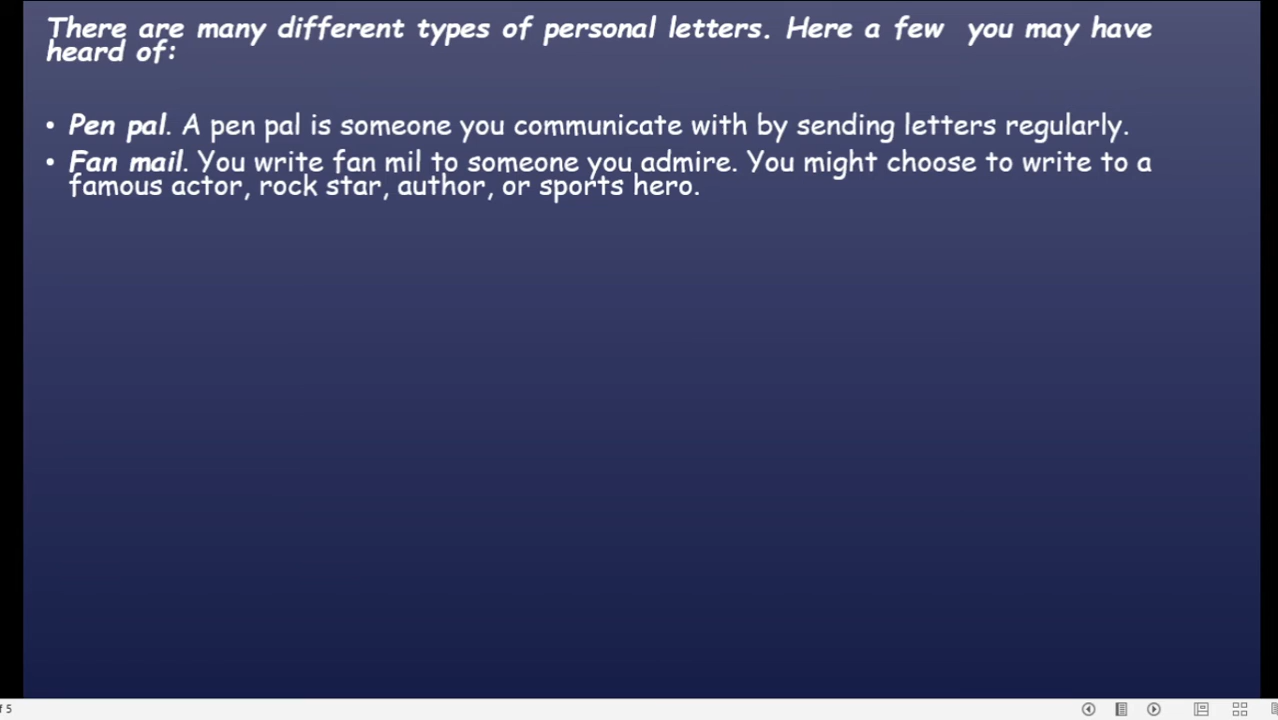 There are many different types of personal letters. Here a few you may have
heard of:
• Pen pal. A pen pal is someone you communicate with by sending letters regularly.
• Fan mail. You write fan mil to someone you admire. You might choose to write to a
famous actor, rock star, author, or sports hero.
f 5